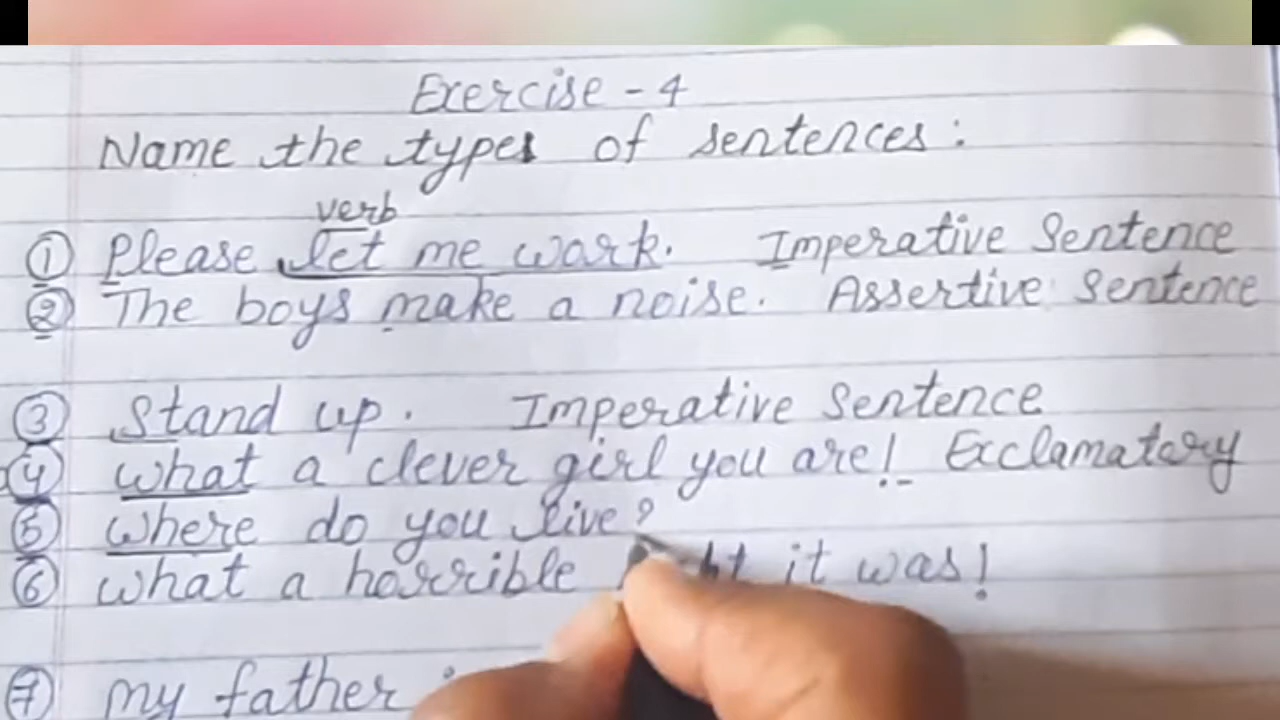 Exercise - 4
Name the types of sentences :
verb
① Please let me work. Imperative Sentence
② The boys make a noise. Assertive Sentence
③ Stand up. Imperative Sentence
④ What a clever girl you are! Exclamatory
⑤ Where do you live?
⑥ What a horrible it was!
⑦ my father